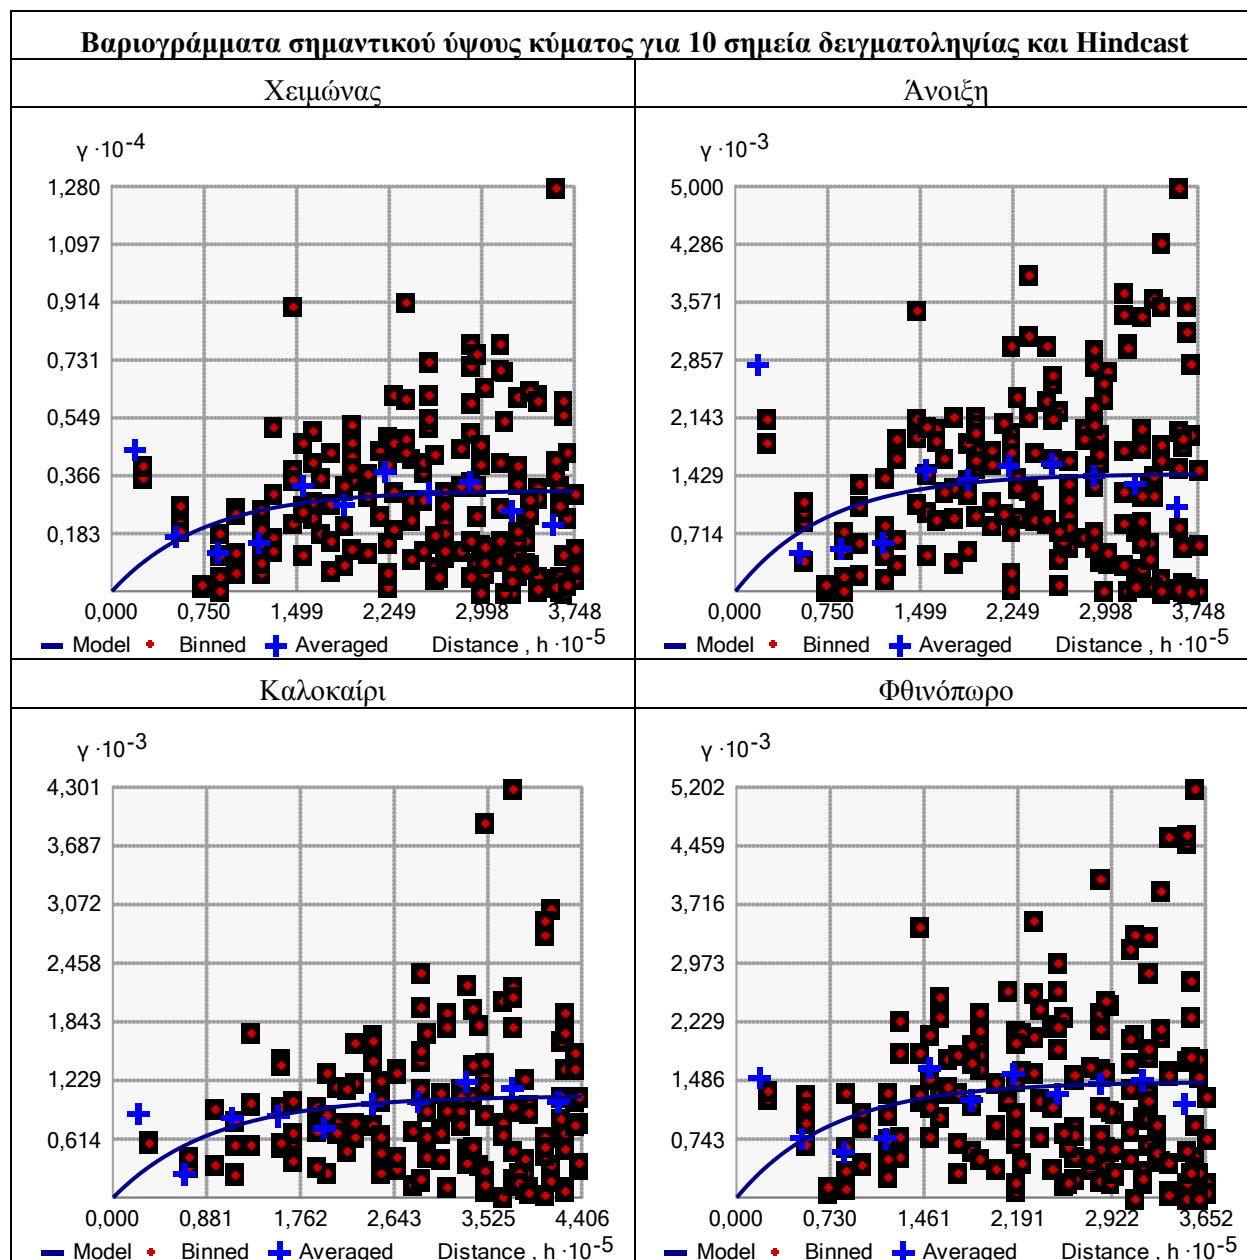 Βαριογράμματα σημαντικού ύψους κύματος για 10 σημεία δειγματοληψίας και Hindcast
Χειμώνας
Άνοιξη
γ ·10-4
1,280
1,097
0,914
0,731
0,549
0,366
0,183
0,000 0,750 1,499 2,249 2,998 3,748
Model Binned Averaged Distance , h ·10-5
γ ·10-3
5,000
4,286
3,571
2,857
2,143
1,429
0,714
0,000 0,750 1,499 2,249 2,998 3,748
Model Binned Averaged Distance , h ·10-5
Καλοκαίρι
Φθινόπωρο
γ ·10-3
4,301
3,687
3,072
2,458
1,843
1,229
0,614
0,000 0,881 1,762 2,643 3,525 4,406
Model Binned Averaged Distance , h ·10-5
γ ·10-3
5,202
4,459
3,716
2,973
2,229
1,486
0,743
0,000 0,730 1,461 2,191 2,922 3,652
Model Binned Averaged Distance , h ·10-5